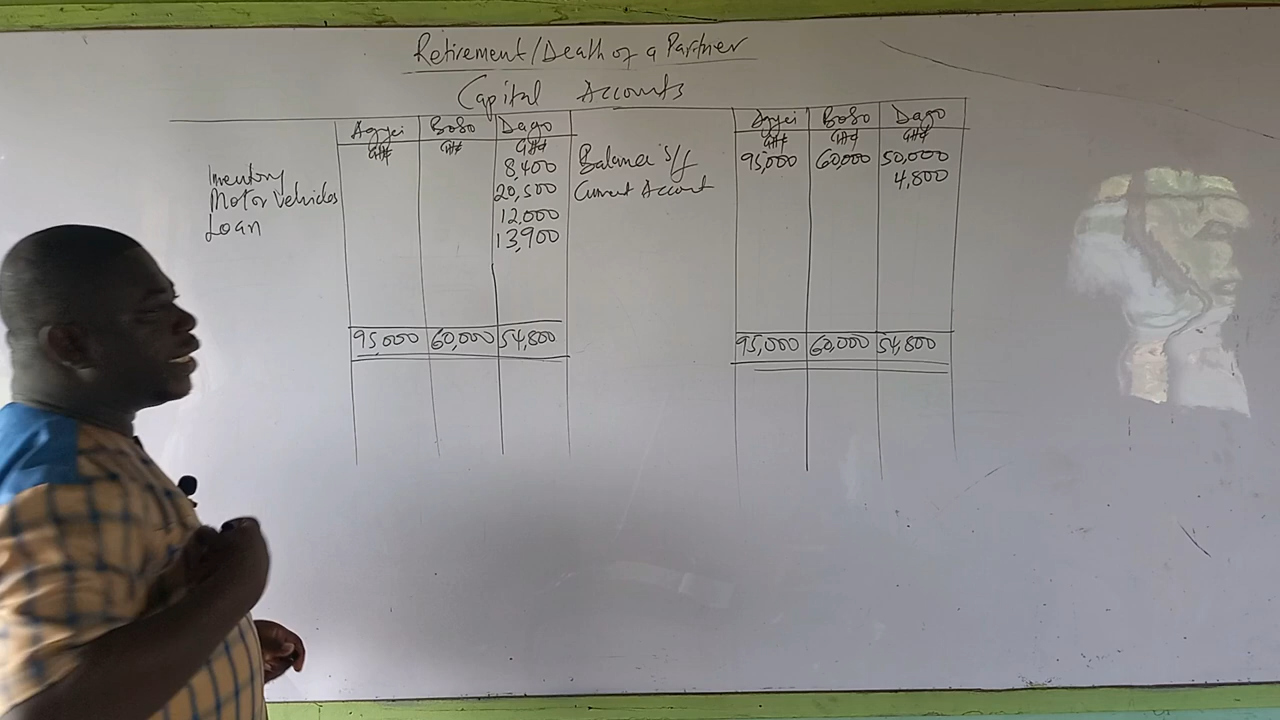 Retirement/Death of a Partner
Capital Accounts
Agyei Boso Dago Agyei Boso Dago
GH¢ GH¢ GH¢ GH¢ GH¢ GH¢
8,400 Balance b/f 95,000 60,000 50,000
Inventory 20,500 Current Account 4,800
Motor Vehicles 12,000
Loan 13,900
95,000 60,000 54,800 95,000 60,000 54,800